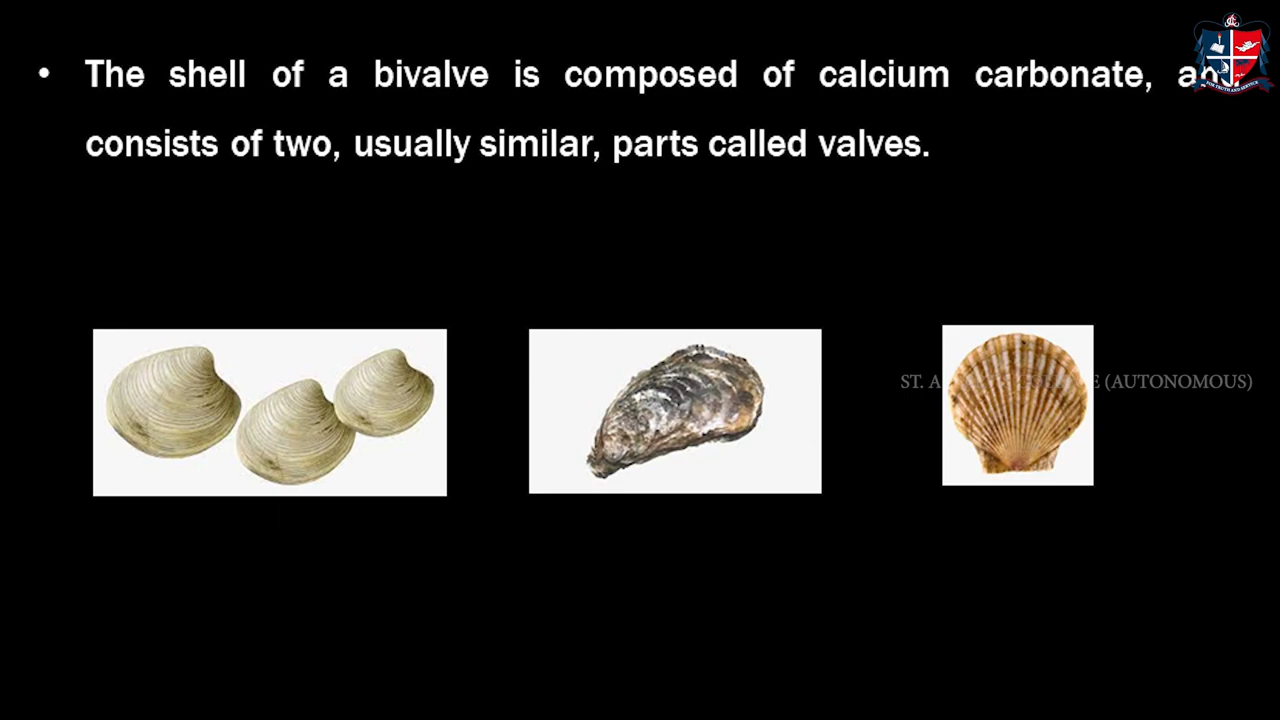 • The shell of a bivalve is composed of calcium carbonate, an
consists of two, usually similar, parts called valves.
ST. A E (AUTONOMOUS)